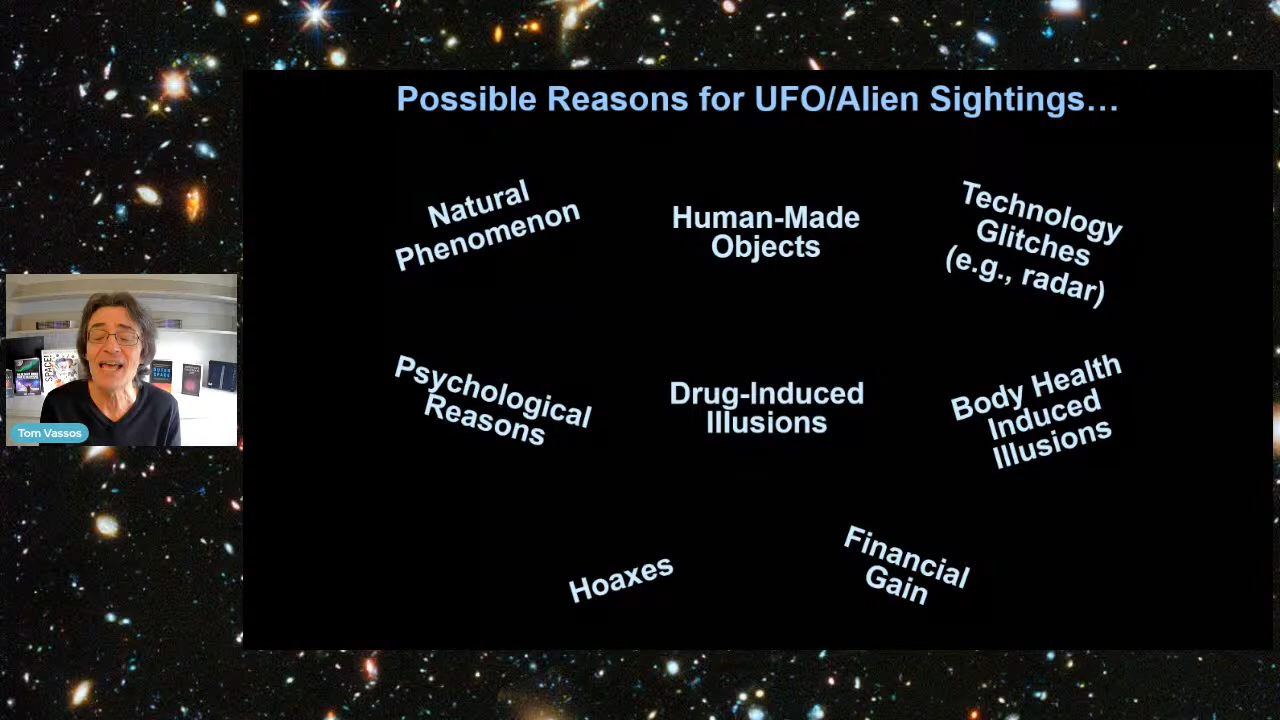 Possible Reasons for UFO/Alien Sightings…
Natural
Phenomenon
Human-Made
Objects
Technology
Glitches
(e.g., radar)
Psychological
Reasons
Drug-Induced
Illusions
Body Health
Induced
Illusions
Hoaxes
Financial
Gain
SPACE!
Tom Vassos